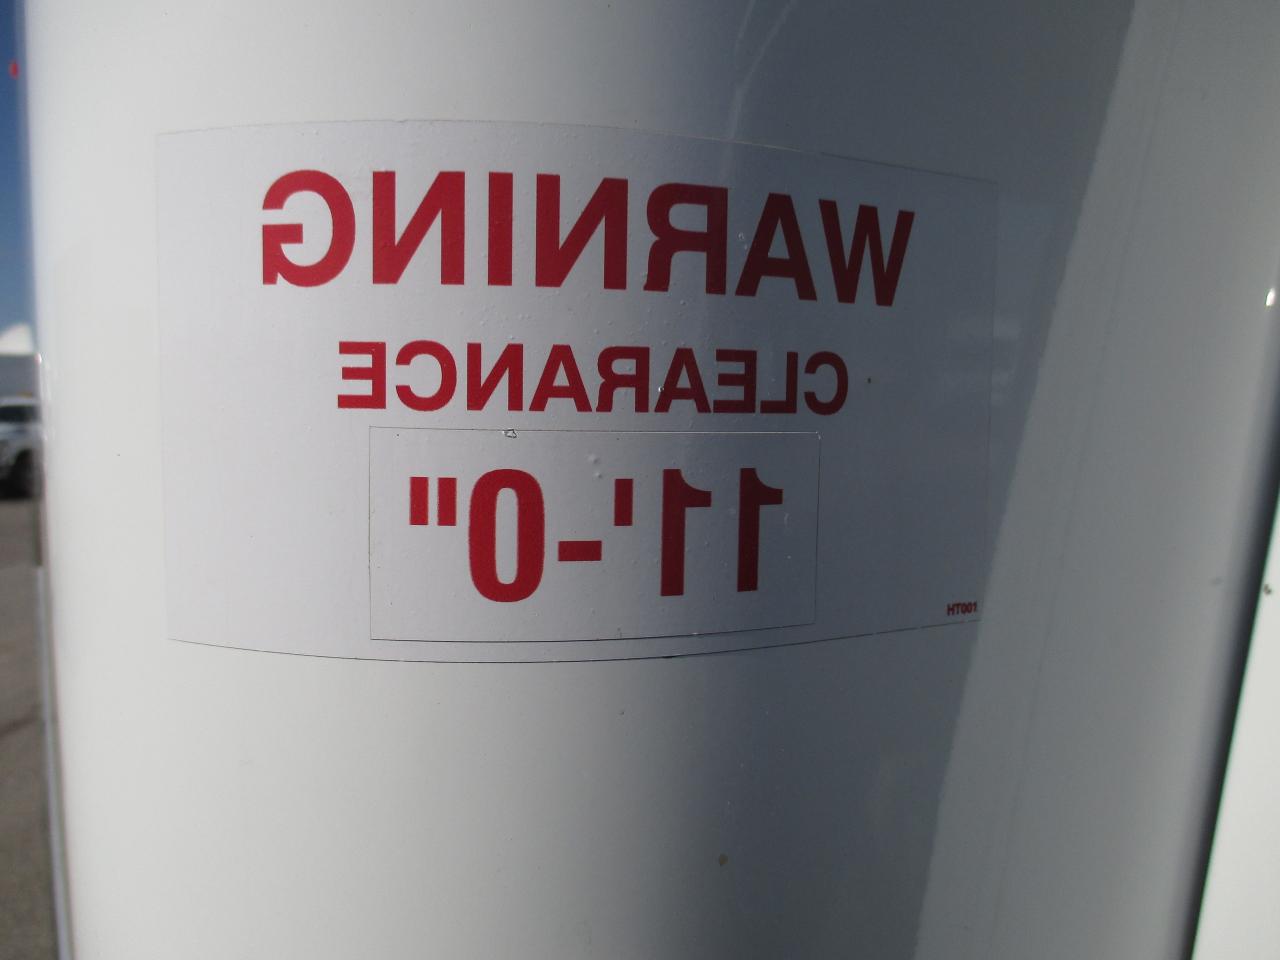 WARNING
CLEARANCE
11'-0"
HT001